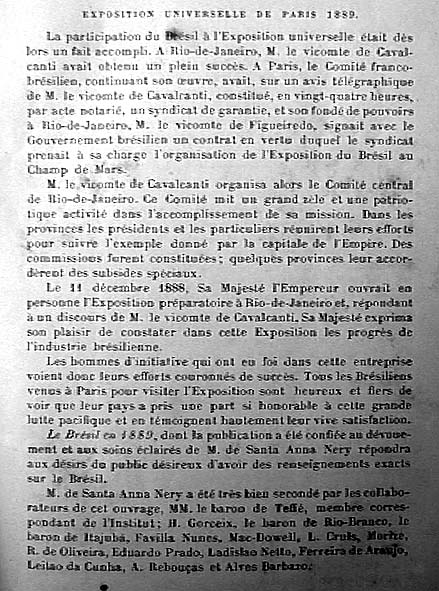 EXPOSITION UNIVERSELLE DE PARIS 1889.
La participation du Brésil à l'Exposition universelle était dès
lors un fait accompli. A Rio-de-Janeiro, M. le vicomte de Caval-
canti avait obtenu un plein succès. A Paris, le Comité franco-
brésilien, continuant son œuvre, avait, sur un avis télégraphique
de M. le vicomte de Cavalcanti, constitué, en vingt-quatre heures,
par acte notarié, un syndicat de garantie, et son fondé de pouvoirs
à Rio-de-Janeiro, M. le vicomte de Figueiredo, signait avec le
Gouvernement brésilien un contrat en vertu duquel le syndicat
prenait à sa charge l'organisation de l'Exposition du Brésil au
Champ de Mars.
M. le vicomte de Cavalcanti organisa alors le Comité central
de Rio-de-Janeiro. Ce Comité mit un grand zèle et une patrio-
tique activité dans l'accomplissement de sa mission. Dans les
provinces les présidents et les particuliers réunirent leurs efforts
pour suivre l'exemple donné par la capitale de l'Empire. Des
commissions furent constituées; quelques provinces leur accor-
dèrent des subsides spéciaux.
Le 11 décembre 1888, Sa Majesté l'Empereur ouvrait en
personne l'Exposition préparatoire à Rio-de-Janeiro et, répondant
à un discours de M. le vicomte de Cavalcanti, Sa Majesté exprima
son plaisir de constater dans cette Exposition les progrès de
l'industrie brésilienne.
Les hommes d'initiative qui ont eu foi dans cette entreprise
voient donc leurs efforts couronnés de succès. Tous les Brésiliens
venus à Paris pour visiter l'Exposition sont heureux et fiers de
voir que leur pays a pris une part si honorable à cette grande
lutte pacifique et en témoignent hautement leur vive satisfaction.
Le Brésil en 1889, dont la publication a été confiée au dévoue-
ment et aux soins éclairés de M. de Santa Anna Nery répondra
aux désirs du public désireux d'avoir des renseignements exacts
sur le Brésil.
M. de Santa Anna Nery a été très bien secondé par les collabo-
rateurs de cet ouvrage, MM. le baron de Teffé, membre corres-
pondant de l'Institut; H. Gorceix, le baron de Rio-Branco, le
baron de Itajubá, Favilla Nunes, Mac-Dowell, L. Cruls, Morize,
R. de Oliveira, Eduardo Prado, Ladislao Netto, Ferreira de Araujo,
Leitao da Cunha, A. Rebouças et Alves Barbazo.